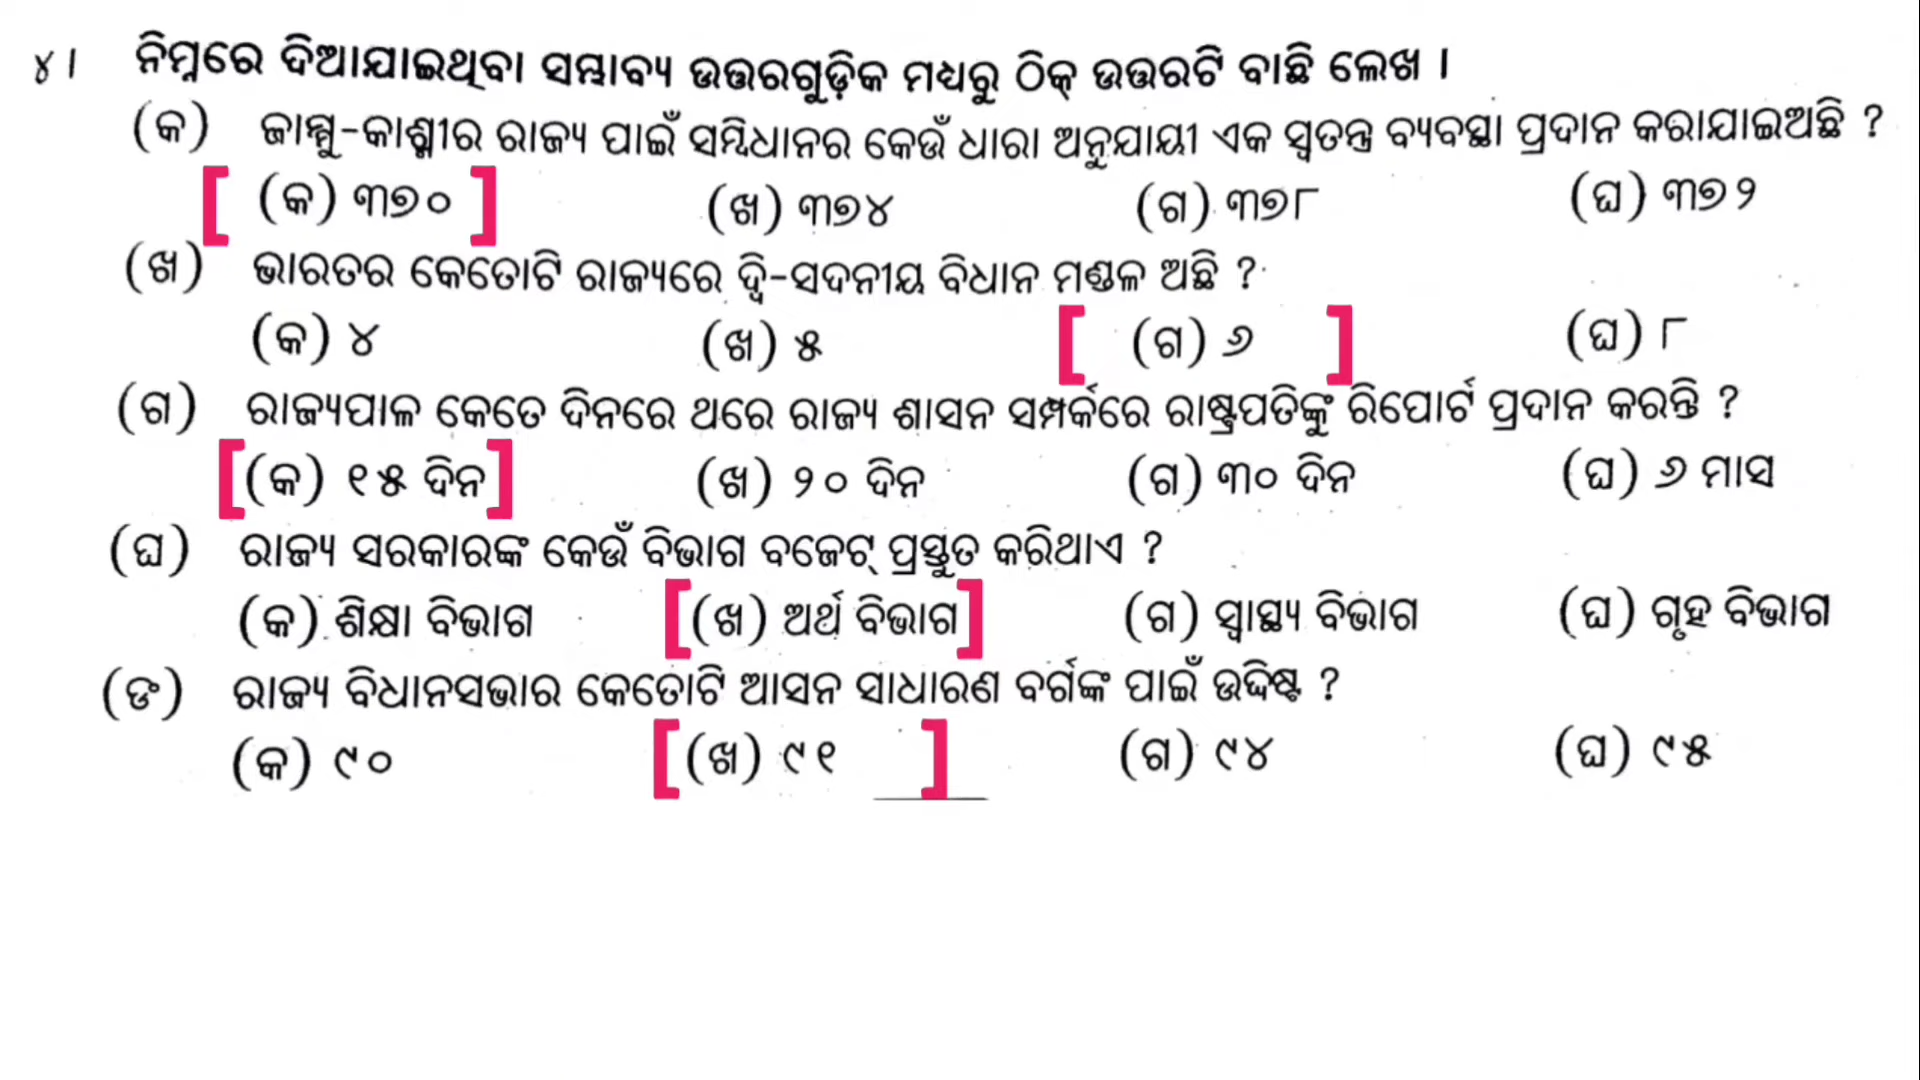 ୪। ନିମ୍ନରେ ଦିଆଯାଇଥିବା ସମ୍ଭାବ୍ୟ ଉତ୍ତରଗୁଡ଼ିକ ମଧ୍ୟରୁ ଠିକ୍ ଉତ୍ତରଟି ବାଛି ଲେଖ ।
(କ) ଜାମ୍ମୁ-କାଶ୍ମୀର ରାଜ୍ୟ ପାଇଁ ସମ୍ବିଧାନର କେଉଁ ଧାରା ଅନୁଯାୟୀ ଏକ ସ୍ୱତନ୍ତ୍ର ବ୍ୟବସ୍ଥା ପ୍ରଦାନ କରାଯାଇଅଛି ?
[ (କ) ୩୭୦ ] (ଖ) ୩୭୪ (ଗ) ୩୭୮ (ଘ) ୩୭୨
(ଖ) ଭାରତର କେତୋଟି ରାଜ୍ୟରେ ଦ୍ୱି-ସଦନୀୟ ବିଧାନ ମଣ୍ଡଳ ଅଛି ?
(କ) ୪ (ଖ) ୫ [ (ଗ) ୬ ] (ଘ) ୮
(ଗ) ରାଜ୍ୟପାଳ କେତେ ଦିନରେ ଥରେ ରାଜ୍ୟ ଶାସନ ସମ୍ପର୍କରେ ରାଷ୍ଟ୍ରପତିଙ୍କୁ ରିପୋର୍ଟ ପ୍ରଦାନ କରନ୍ତି ?
[(କ) ୧୫ ଦିନ] (ଖ) ୨୦ ଦିନ (ଗ) ୩୦ ଦିନ (ଘ) ୬ ମାସ
(ଘ) ରାଜ୍ୟ ସରକାରଙ୍କ କେଉଁ ବିଭାଗ ବଜେଟ୍ ପ୍ରସ୍ତୁତ କରିଥାଏ ?
(କ) ଶିକ୍ଷା ବିଭାଗ [(ଖ) ଅର୍ଥ ବିଭାଗ] (ଗ) ସ୍ୱାସ୍ଥ୍ୟ ବିଭାଗ (ଘ) ଗୃହ ବିଭାଗ
(ଙ) ରାଜ୍ୟ ବିଧାନସଭାର କେତୋଟି ଆସନ ସାଧାରଣ ବର୍ଗଙ୍କ ପାଇଁ ଉଦ୍ଦିଷ୍ଟ ?
(କ) ୯୦ [(ଖ) ୯୧ ] (ଗ) ୯୪ (ଘ) ୯୫